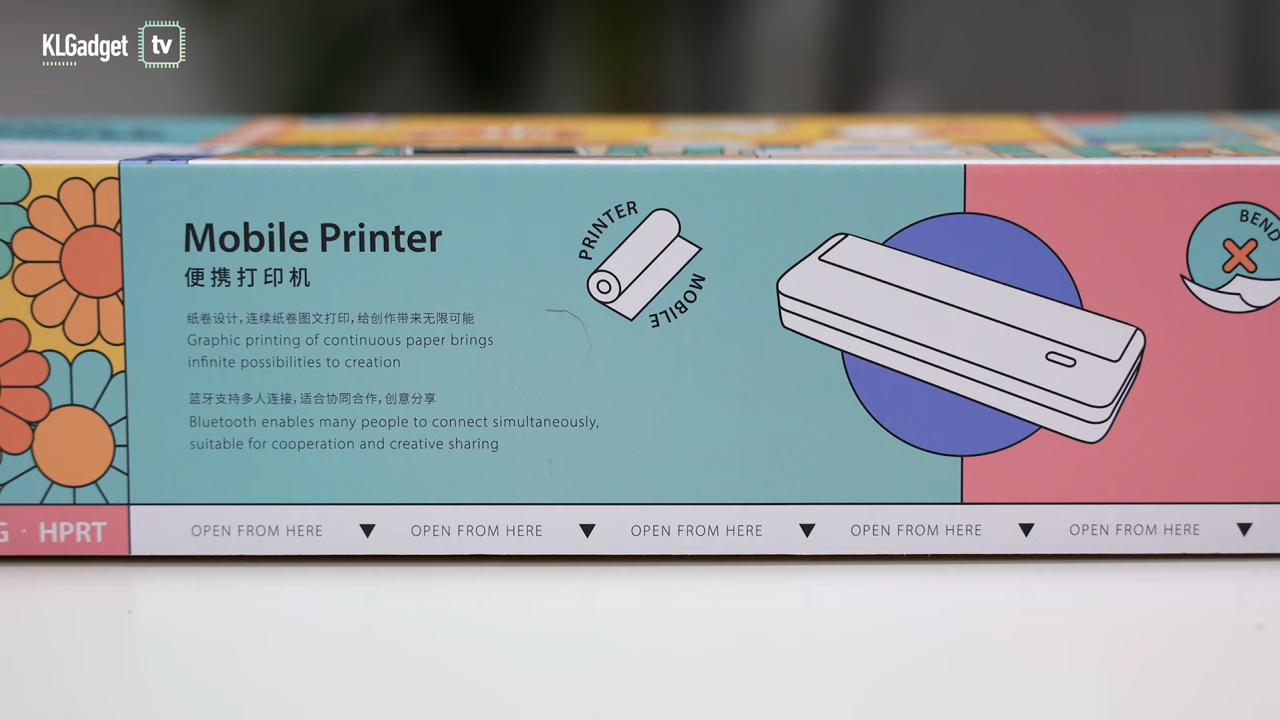 KLGadget tv
Mobile Printer
便携打印机
纸卷设计,连续纸卷图文打印,给创作带来无限可能
Graphic printing of continuous paper brings
infinite possibilities to creation
蓝牙支持多人连接,适合协同合作,创意分享
Bluetooth enables many people to connect simultaneously,
suitable for cooperation and creative sharing
PRINTER
MOBILE
BEND
G · HPRT
OPEN FROM HERE ▼ OPEN FROM HERE ▼ OPEN FROM HERE ▼ OPEN FROM HERE ▼ OPEN FROM HERE ▼